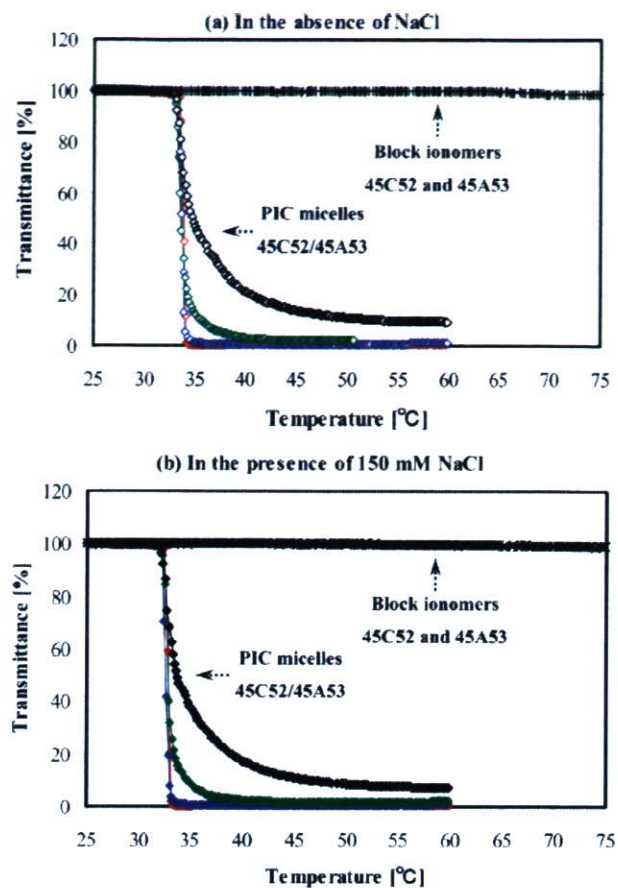 (a) In the absence of NaCl
120
100
80
60
40
20
0
Transmittance [%]
Block ionomers
45C52 and 45A53
PIC micelles
45C52/45A53
25 30 35 40 45 50 55 60 65 70 75
Temperature [°C]
(b) In the presence of 150 mM NaCl
120
100
80
60
40
20
0
Transmittance [%]
Block ionomers
45C52 and 45A53
PIC micelles
45C52/45A53
25 30 35 40 45 50 55 60 65 70 75
Temperature [°C]